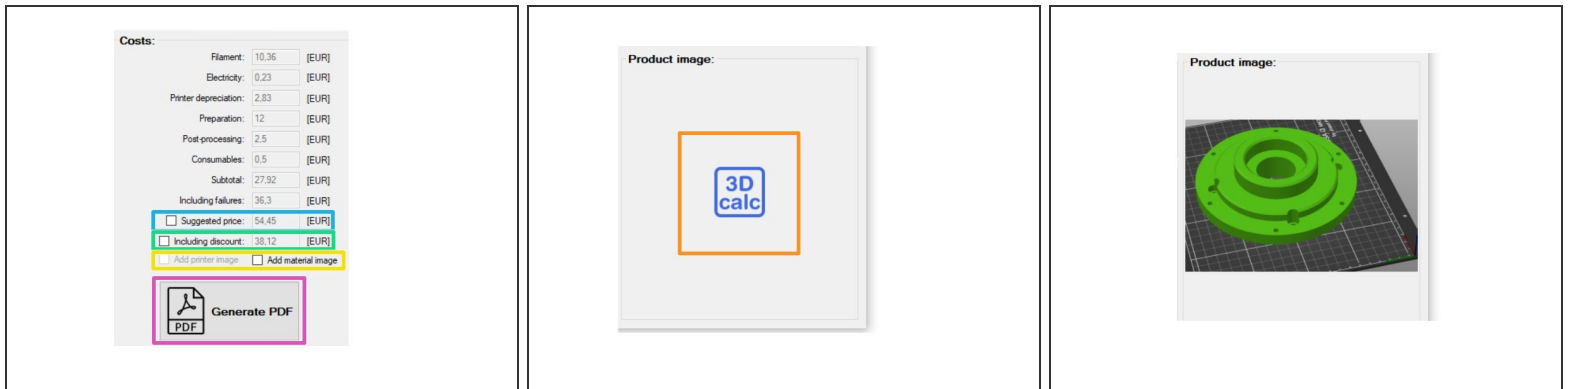 Costs:
Filament: 10,36 [EUR]
Electricity: 0,23 [EUR]
Printer depreciation: 2,83 [EUR]
Preparation: 12 [EUR]
Post-processing: 2,5 [EUR]
Consumables: 0,5 [EUR]
Subtotal: 27,92 [EUR]
Including failures: 36,3 [EUR]
Suggested price: 54,45 [EUR]
Including discount: 38,12 [EUR]
Add printer image Add material image
Generate PDF
PDF
Product image:
3D
calc
Product image: